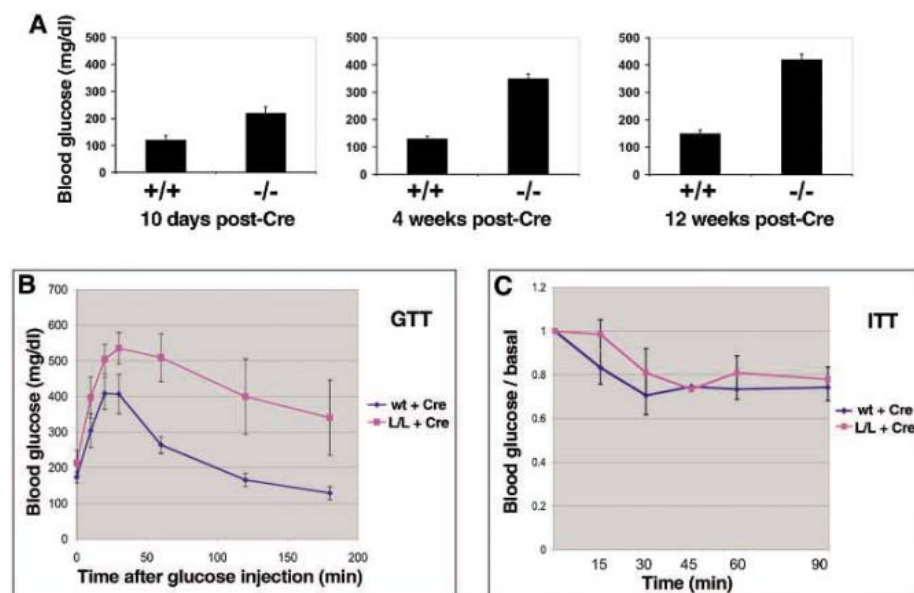 A
Blood glucose (mg/dl)
500
400
300
200
100
0
+/+ -/-
10 days post-Cre
500
400
300
200
100
0
+/+ -/-
4 weeks post-Cre
500
400
300
200
100
0
+/+ -/-
12 weeks post-Cre
B
GTT
Blood glucose (mg/dl)
700
600
500
400
300
200
100
0
0 50 100 150 200
Time after glucose injection (min)
wt + Cre
L/L + Cre
C
ITT
Blood glucose / basal
1.2
1
0.8
0.6
0.4
0.2
0
15 30 45 60 90
Time (min)
wt + Cre
L/L + Cre